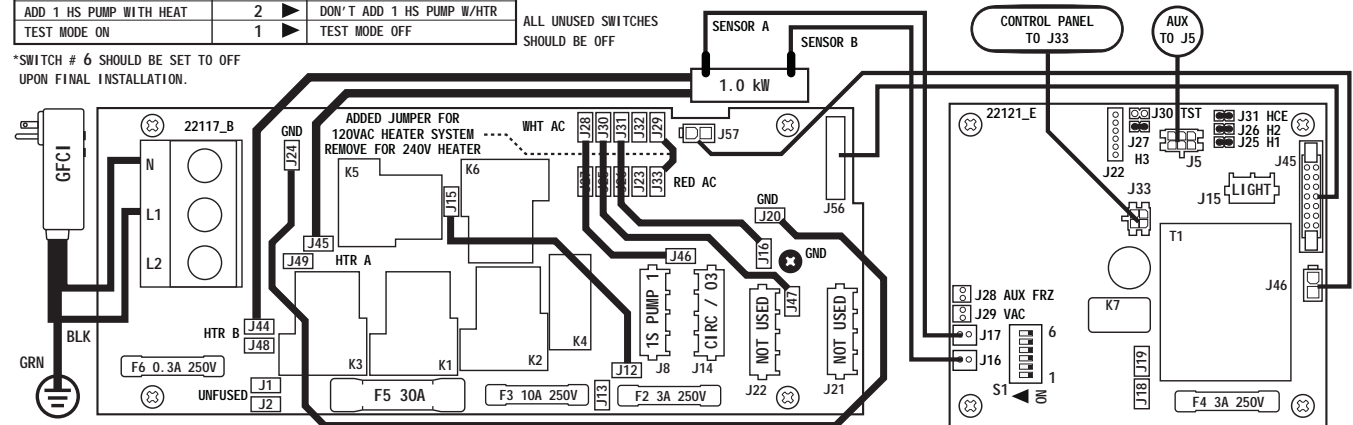 ADD 1 HS PUMP WITH HEAT 2 ▶ DON'T ADD 1 HS PUMP W/HTR
TEST MODE ON 1 ▶ TEST MODE OFF
ALL UNUSED SWITCHES
SHOULD BE OFF
*SWITCH # 6 SHOULD BE SET TO OFF
UPON FINAL INSTALLATION.
SENSOR A
SENSOR B
1.0 kW
CONTROL PANEL
TO J33
AUX
TO J5
GFCI
N
L1
L2
BLK
GRN
22117_B
GND
J24
ADDED JUMPER FOR
120VAC HEATER SYSTEM
REMOVE FOR 240V HEATER
WHT AC
J28
J30
J31
J32
J29
J57
K5
K6
J15
J27
J25
J26
J23
J33
RED AC
J56
GND
J20
J45
J49
HTR A
J46
J16
GND
J47
HTR B
J44
J48
K3
K1
K2
K4
1S PUMP 1
J8
CIRC / O3
J14
NOT USED
J22
NOT USED
J21
J12
F6 0.3A 250V
UNFUSED
J1
J2
F5 30A
F3 10A 250V
J13
F2 3A 250V
22121_E
J30 TST
J27
H3
J22
J5
J31 HCE
J26 H2
J25 H1
J45
J33
J15
LIGHT
T1
J46
K7
J28 AUX FRZ
J29 VAC
J17
J16
6
1
S1
ON
J19
J18
F4 3A 250V